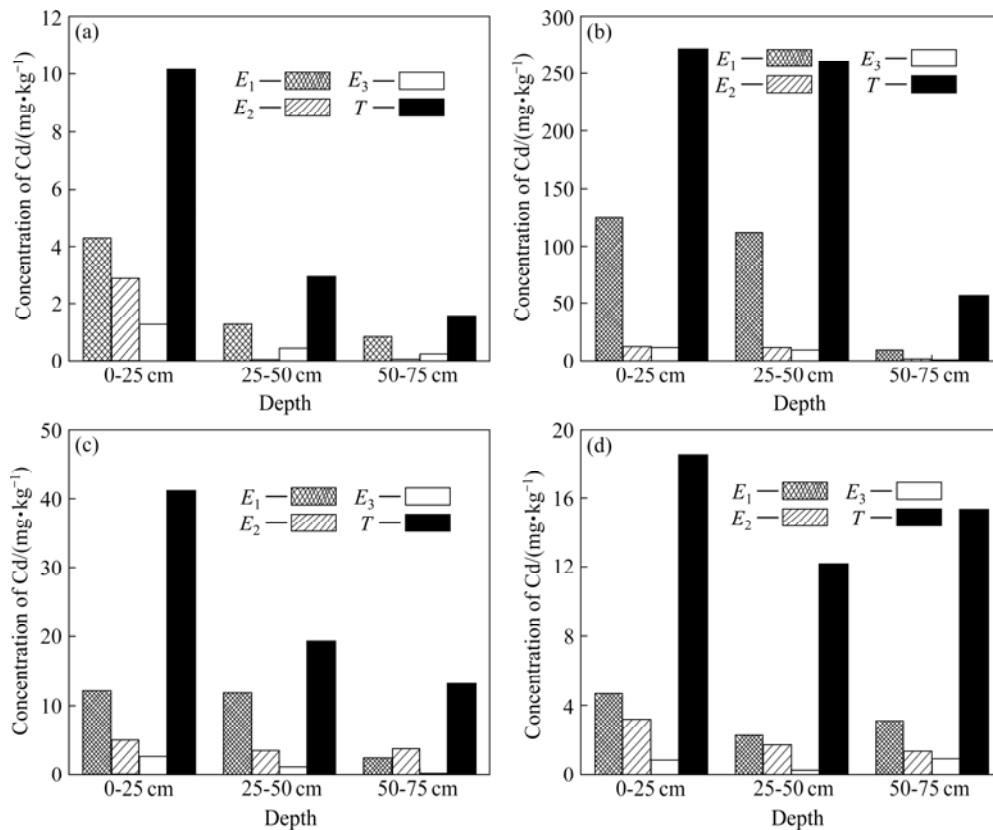 (a)
Concentration of Cd/(mg•kg⁻¹)
12
10
8
6
4
2
0
E₁
E₃
E₂
T
0-25 cm
25-50 cm
50-75 cm
Depth
(b)
Concentration of Cd/(mg•kg⁻¹)
300
250
200
150
100
50
0
E₁
E₃
E₂
T
0-25 cm
25-50 cm
50-75 cm
Depth
(c)
Concentration of Cd/(mg•kg⁻¹)
50
40
30
20
10
0
E₁
E₃
E₂
T
0-25 cm
25-50 cm
50-75 cm
Depth
(d)
Concentration of Cd/(mg•kg⁻¹)
20
16
12
8
4
0
E₁
E₃
E₂
T
0-25 cm
25-50 cm
50-75 cm
Depth